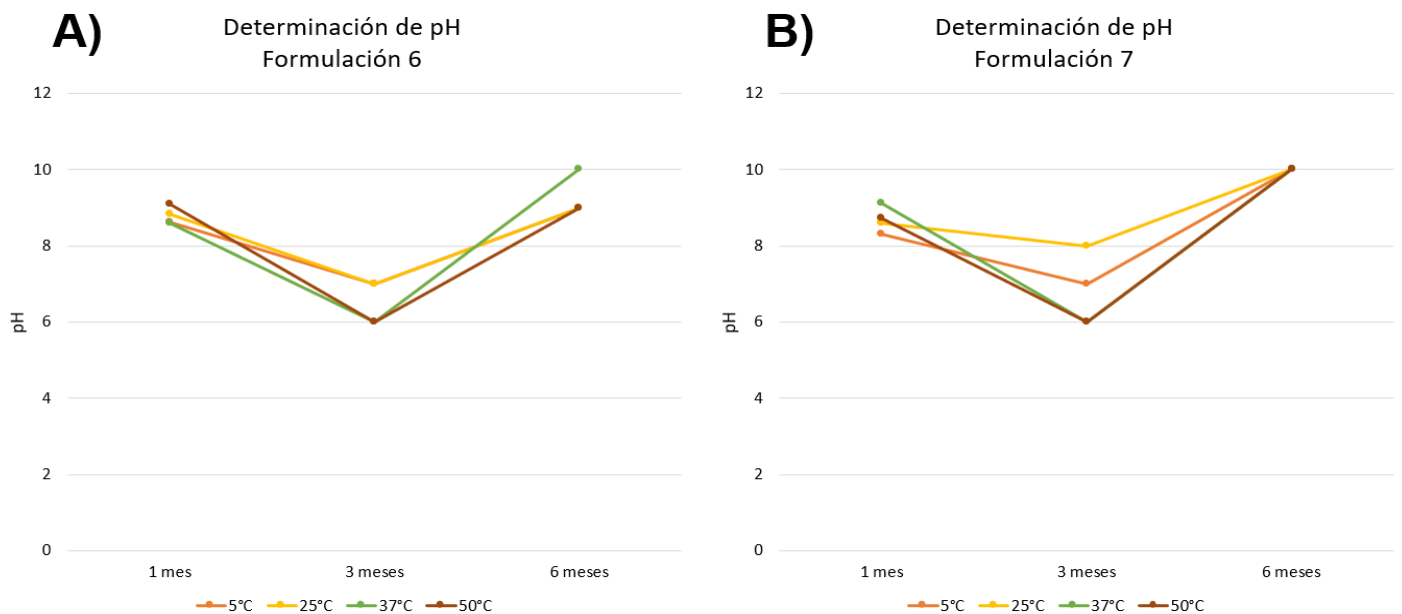 A)
Determinación de pH
Formulación 6
12
10
8
6
4
2
0
pH
1 mes
3 meses
6 meses
5°C
25°C
37°C
50°C
B)
Determinación de pH
Formulación 7
12
10
8
6
4
2
0
pH
1 mes
3 meses
6 meses
5°C
25°C
37°C
50°C